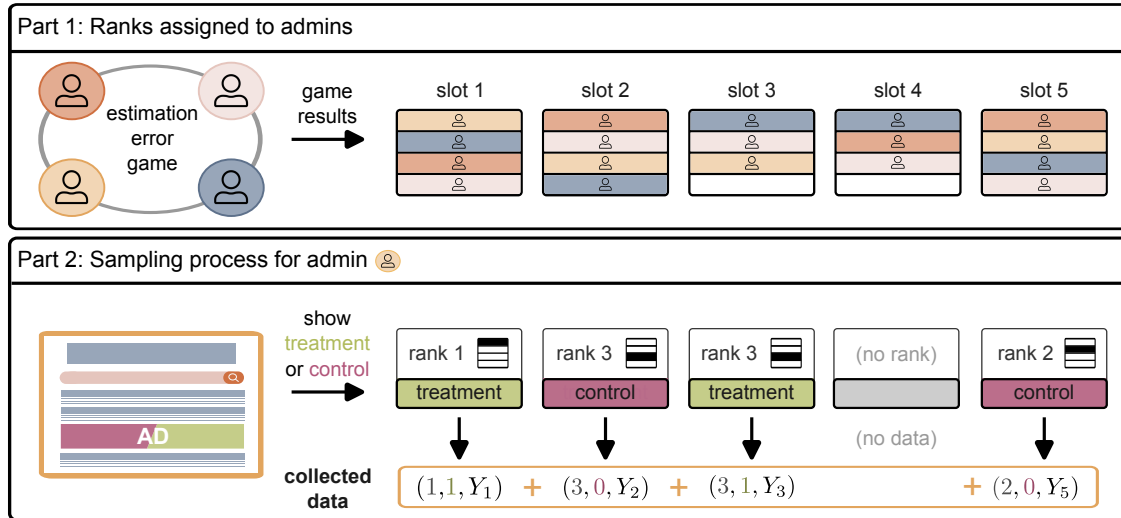 Part 1: Ranks assigned to admins
estimation
error
game
game
results
slot 1
slot 2
slot 3
slot 4
slot 5
Part 2: Sampling process for admin
show
treatment
or control
AD
rank 1
treatment
rank 3
control
rank 3
treatment
(no rank)
(no data)
rank 2
control
collected
data
(1,1,Y₁) + (3,0,Y₂) + (3,1,Y₃) + (2,0,Y₅)